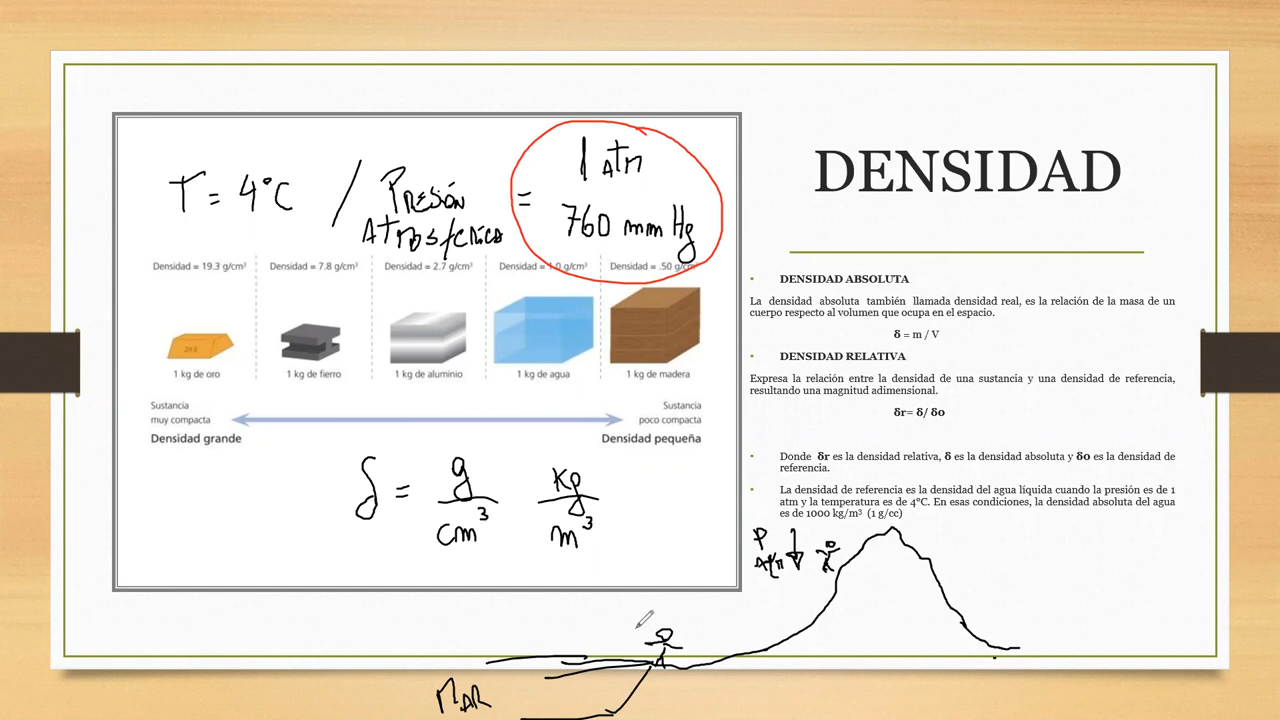 T = 4°C / PRESIÓN ATMOSFÉRICA = 1 ATM
760 mm Hg
Densidad = 19.3 g/cm³
Densidad = 7.8 g/cm³
Densidad = 2.7 g/cm³
Densidad = 1.0 g/cm³
Densidad = .50 g/cm³
24 k
1 kg de oro
1 kg de fierro
1 kg de aluminio
1 kg de agua
1 kg de madera
Sustancia
muy compacta
Densidad grande
Sustancia
poco compacta
Densidad pequeña
δ = g/cm³ kg/m³
DENSIDAD
• DENSIDAD ABSOLUTA
La densidad absoluta también llamada densidad real, es la relación de la masa de un
cuerpo respecto al volumen que ocupa en el espacio.
δ = m / V
• DENSIDAD RELATIVA
Expresa la relación entre la densidad de una sustancia y una densidad de referencia,
resultando una magnitud adimensional.
δr= δ/ δo
• Donde δr es la densidad relativa, δ es la densidad absoluta y δo es la densidad de
referencia.
• La densidad de referencia es la densidad del agua líquida cuando la presión es de 1
atm y la temperatura es de 4°C. En esas condiciones, la densidad absoluta del agua
es de 1000 kg/m³ (1 g/cc)
P
ATM
MAR